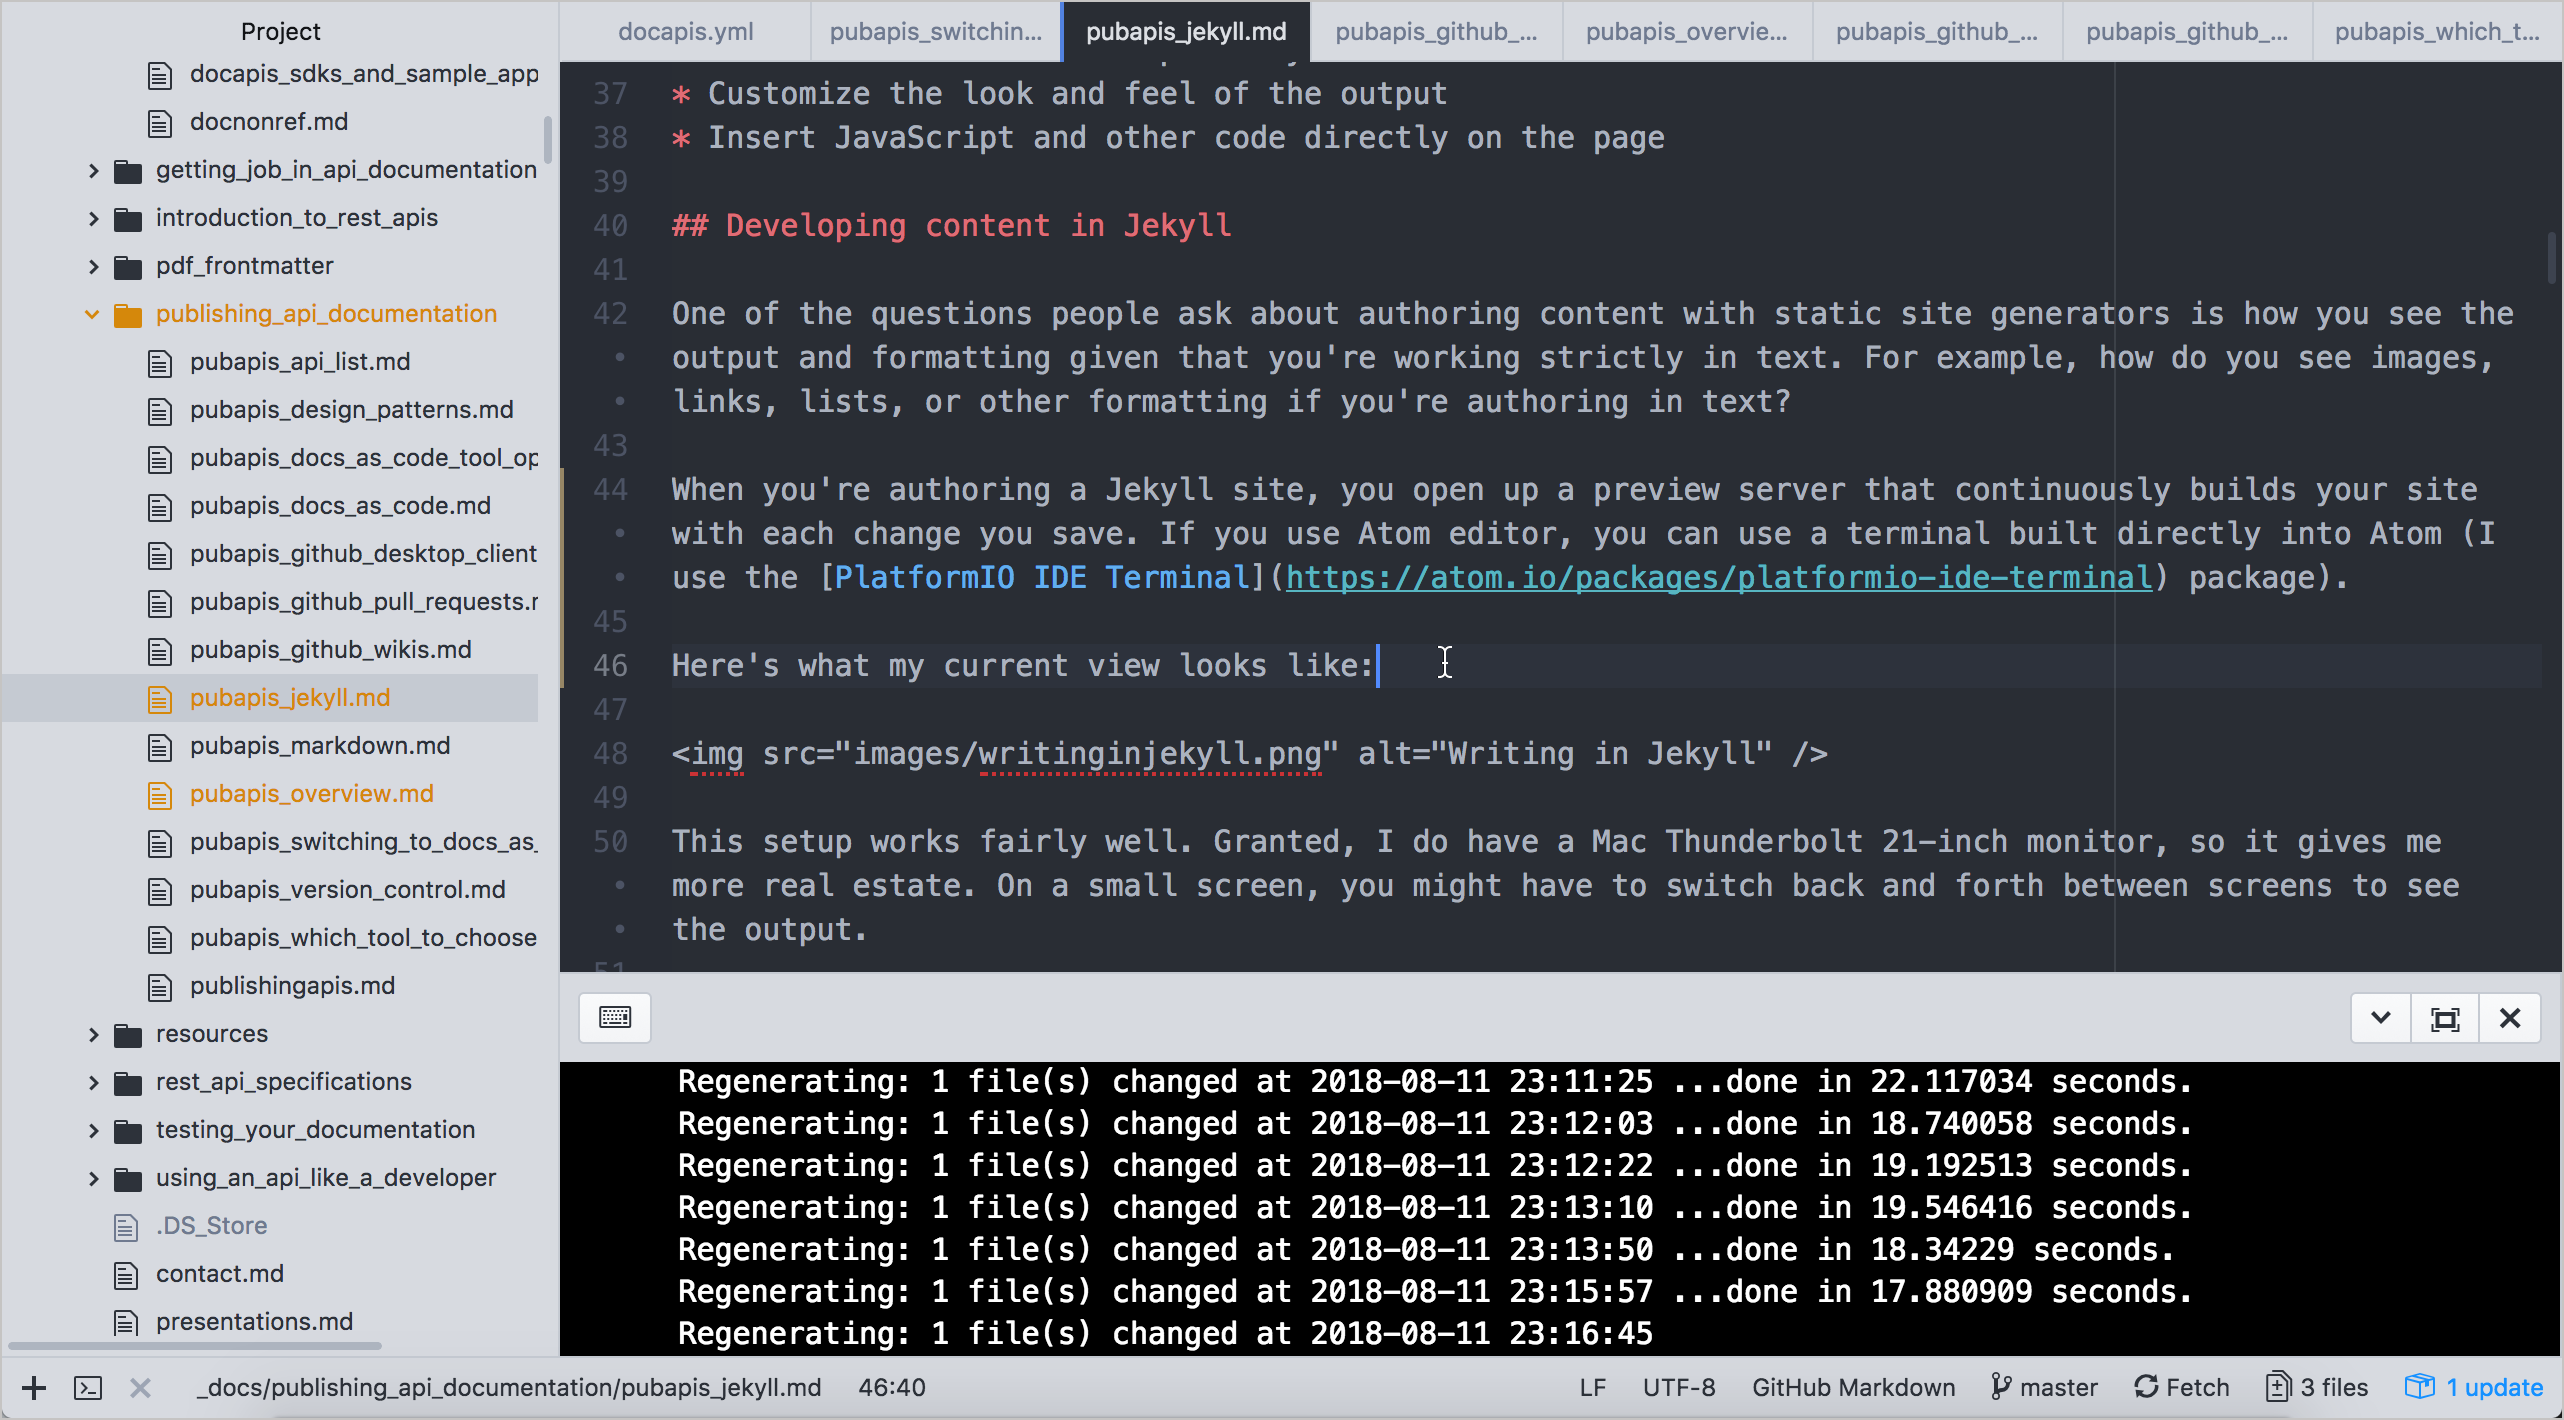 Project
docapis_sdks_and_sample_app
docnonref.md
getting_job_in_api_documentation
introduction_to_rest_apis
pdf_frontmatter
publishing_api_documentation
pubapis_api_list.md
pubapis_design_patterns.md
pubapis_docs_as_code_tool_op
pubapis_docs_as_code.md
pubapis_github_desktop_client
pubapis_github_pull_requests.r
pubapis_github_wikis.md
pubapis_jekyll.md
pubapis_markdown.md
pubapis_overview.md
pubapis_switching_to_docs_as_
pubapis_version_control.md
pubapis_which_tool_to_choose
publishingapis.md
resources
rest_api_specifications
testing_your_documentation
using_an_api_like_a_developer
.DS_Store
contact.md
presentations.md
docapis.yml
pubapis_switchin...
pubapis_jekyll.md
pubapis_github_...
pubapis_overvie...
pubapis_github_...
pubapis_github_...
pubapis_which_t...
37 * Customize the look and feel of the output
38 * Insert JavaScript and other code directly on the page
39
40 ## Developing content in Jekyll
41
42 One of the questions people ask about authoring content with static site generators is how you see the
• output and formatting given that you're working strictly in text. For example, how do you see images,
• links, lists, or other formatting if you're authoring in text?
43
44 When you're authoring a Jekyll site, you open up a preview server that continuously builds your site
• with each change you save. If you use Atom editor, you can use a terminal built directly into Atom (I
• use the [PlatformIO IDE Terminal](https://atom.io/packages/platformio-ide-terminal) package).
45
46 Here's what my current view looks like:
47
48 <img src="images/writinginjekyll.png" alt="Writing in Jekyll" />
49
50 This setup works fairly well. Granted, I do have a Mac Thunderbolt 21-inch monitor, so it gives me
• more real estate. On a small screen, you might have to switch back and forth between screens to see
• the output.
51
Regenerating: 1 file(s) changed at 2018-08-11 23:11:25 ...done in 22.117034 seconds.
Regenerating: 1 file(s) changed at 2018-08-11 23:12:03 ...done in 18.740058 seconds.
Regenerating: 1 file(s) changed at 2018-08-11 23:12:22 ...done in 19.192513 seconds.
Regenerating: 1 file(s) changed at 2018-08-11 23:13:10 ...done in 19.546416 seconds.
Regenerating: 1 file(s) changed at 2018-08-11 23:13:50 ...done in 18.34229 seconds.
Regenerating: 1 file(s) changed at 2018-08-11 23:15:57 ...done in 17.880909 seconds.
Regenerating: 1 file(s) changed at 2018-08-11 23:16:45
_docs/publishing_api_documentation/pubapis_jekyll.md 46:40 LF UTF-8 GitHub Markdown master Fetch 3 files 1 update